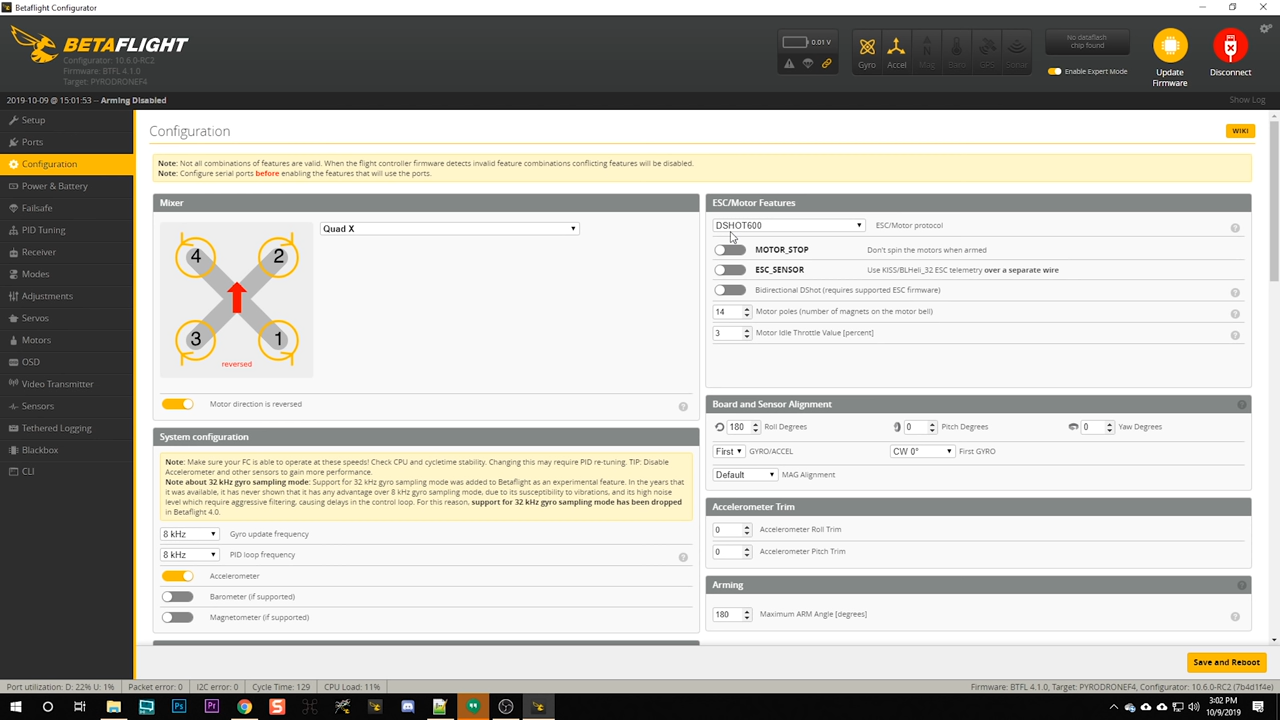 Betaflight Configurator
BETAFLIGHT
Configurator: 10.6.0-RC2
Firmware: BTFL 4.1.0
Target: PYRODRONEF4
0.01 V
Gyro
Accel
Mag
Baro
GPS
Sonar
No dataflash
chip found
Enable Expert Mode
Update
Firmware
Disconnect
2019-10-09 @ 15:01:53 -- Arming Disabled
Show Log
Setup
Ports
Configuration
Power & Battery
Failsafe
PID Tuning
Receiver
Modes
Adjustments
Servos
Motors
OSD
Video Transmitter
Sensors
Tethered Logging
Blackbox
CLI
Configuration
WIKI
Note: Not all combinations of features are valid. When the flight controller firmware detects invalid feature combinations conflicting features will be disabled.
Note: Configure serial ports before enabling the features that will use the ports.
Mixer
Quad X
4
2
3
1
reversed
Motor direction is reversed
?
System configuration
Note: Make sure your FC is able to operate at these speeds! Check CPU and cycletime stability. Changing this may require PID re-tuning. TIP: Disable
Accelerometer and other sensors to gain more performance.
Note about 32 kHz gyro sampling mode: Support for 32 kHz gyro sampling mode was added to Betaflight as an experimental feature. In the years that
it was available, it has never shown that it has any advantage over 8 kHz gyro sampling mode, due to its susceptibility to vibrations, and its high noise
level which require aggressive filtering, causing delays in the control loop. For this reason, support for 32 kHz gyro sampling mode has been dropped
in Betaflight 4.0.
8 kHz Gyro update frequency
8 kHz PID loop frequency ?
Accelerometer
Barometer (if supported)
Magnetometer (if supported)
ESC/Motor Features
DSHOT600 ESC/Motor protocol ?
MOTOR_STOP Don't spin the motors when armed
ESC_SENSOR Use KISS/BLHeli_32 ESC telemetry over a separate wire
Bidirectional DShot (requires supported ESC firmware) ?
14 Motor poles (number of magnets on the motor bell) ?
3 Motor Idle Throttle Value [percent] ?
Board and Sensor Alignment ?
180 Roll Degrees 0 Pitch Degrees 0 Yaw Degrees
First GYRO/ACCEL CW 0° First GYRO
Default MAG Alignment
Accelerometer Trim
0 Accelerometer Roll Trim
0 Accelerometer Pitch Trim
Arming ?
180 Maximum ARM Angle [degrees] ?
Save and Reboot
Port utilization: D: 22% U: 1% Packet error: 0 I2C error: 0 Cycle Time: 129 CPU Load: 11% Firmware: BTFL 4.1.0, Target: PYRODRONEF4, Configurator: 10.6.0-RC2 (7b4d1f4e)
Ps
Pr
S
3:02 PM
10/9/2019